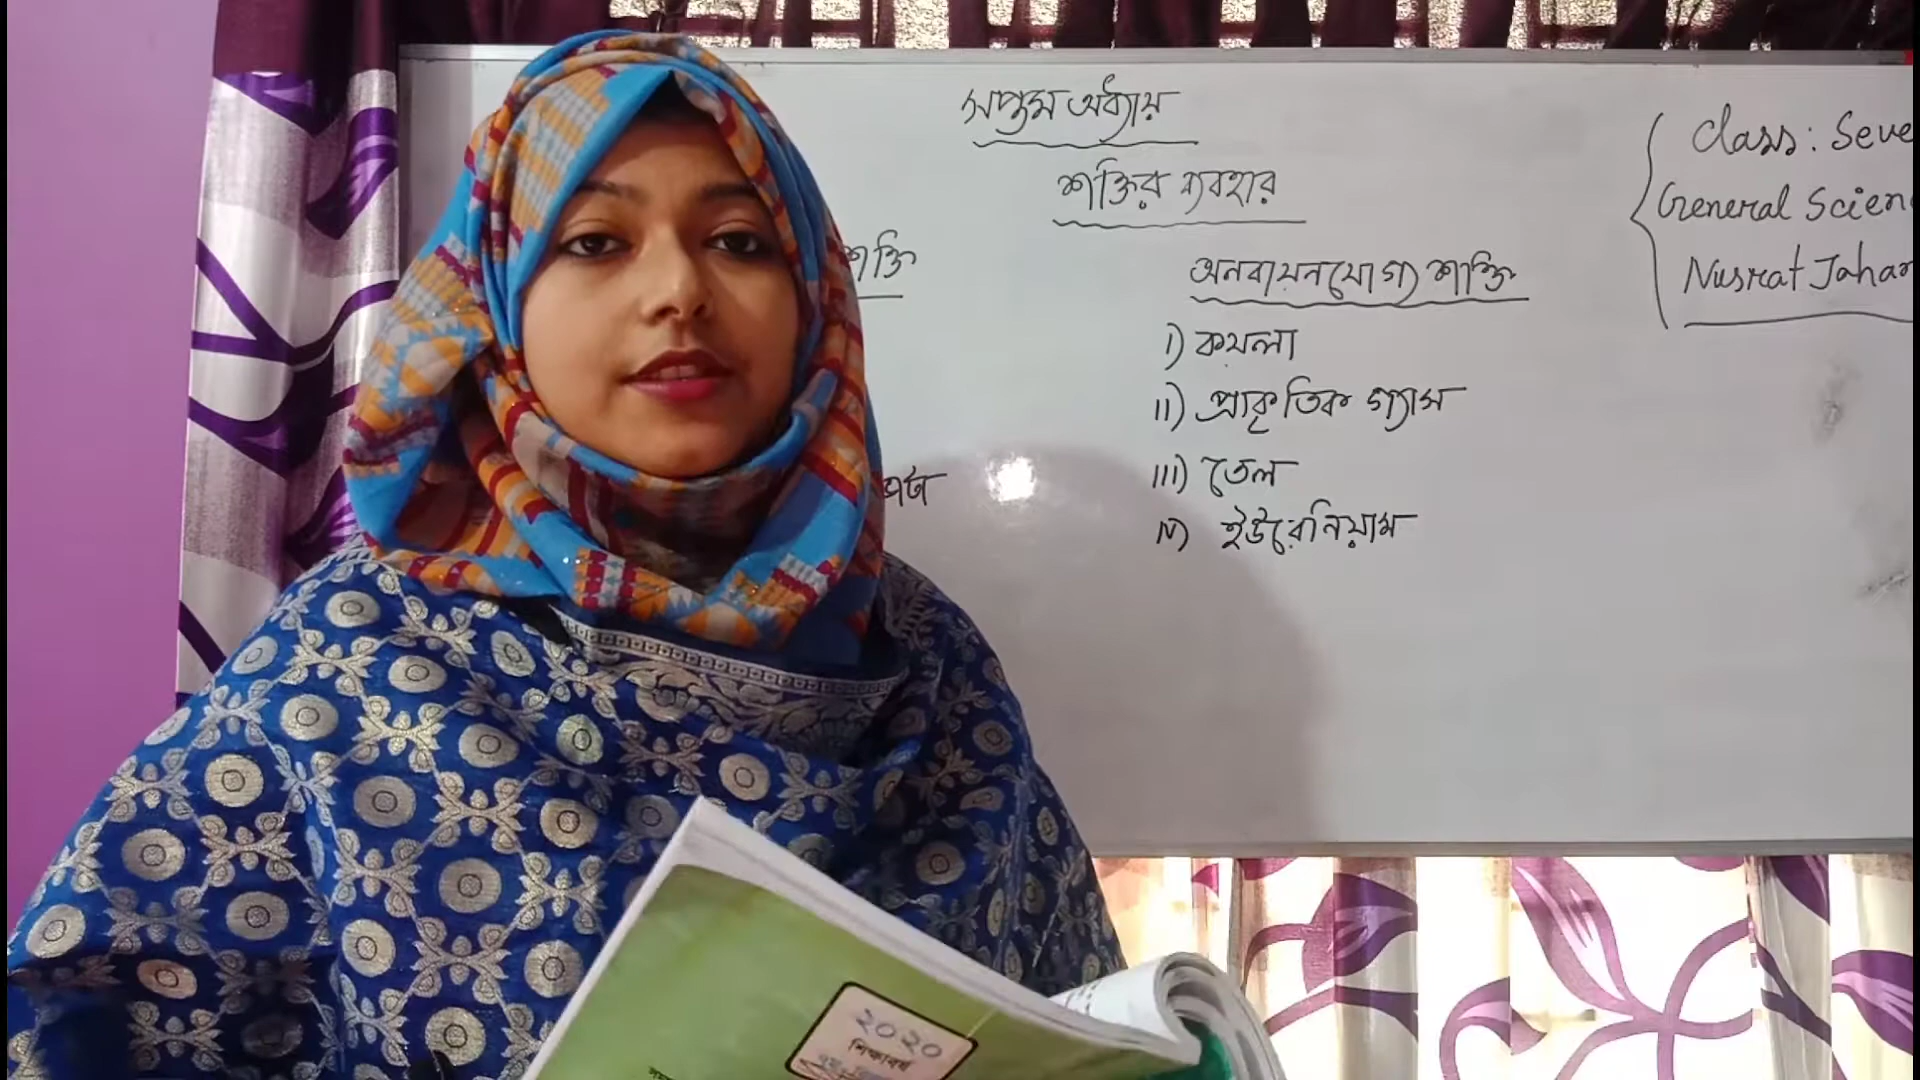 সপ্তম অধ্যায়
শক্তির ব্যবহার
শক্তি
অনবায়নযোগ্য শক্তি
i) কয়লা
ii) প্রাকৃতিক গ্যাস
iii) তেল
iv) ইউরেনিয়াম
Class: Seve
General Scien
Nusrat Jahan
২০২০
শিক্ষাবর্ষ